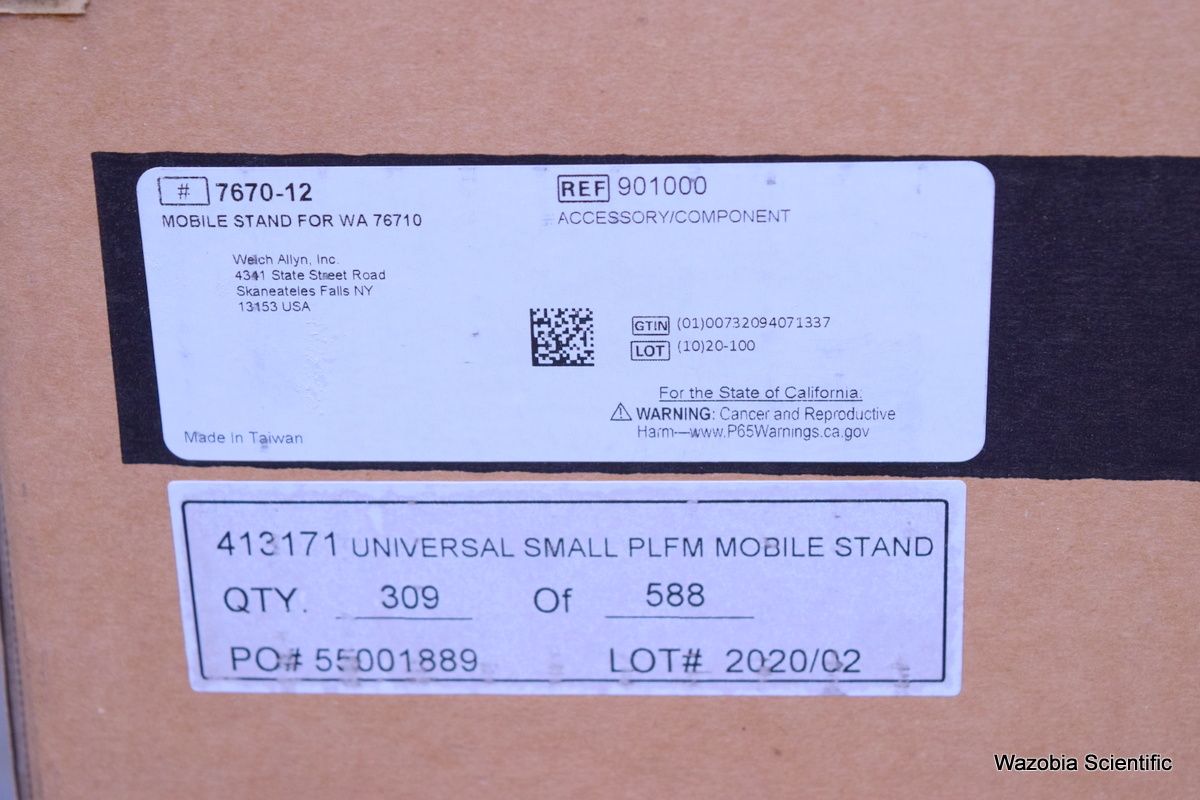 # 7670-12
MOBILE STAND FOR WA 76710
REF 901000
ACCESSORY/COMPONENT
Welch Allyn, Inc.
4341 State Street Road
Skaneateles Falls NY
13153 USA
GTIN (01)00732094071337
LOT (10)20-100
For the State of California:
WARNING: Cancer and Reproductive
Harm—www.P65Warnings.ca.gov
Made In Taiwan
413171 UNIVERSAL SMALL PLFM MOBILE STAND
QTY. 309 Of 588
PO# 55001889 LOT# 2020/02
Wazobia Scientific